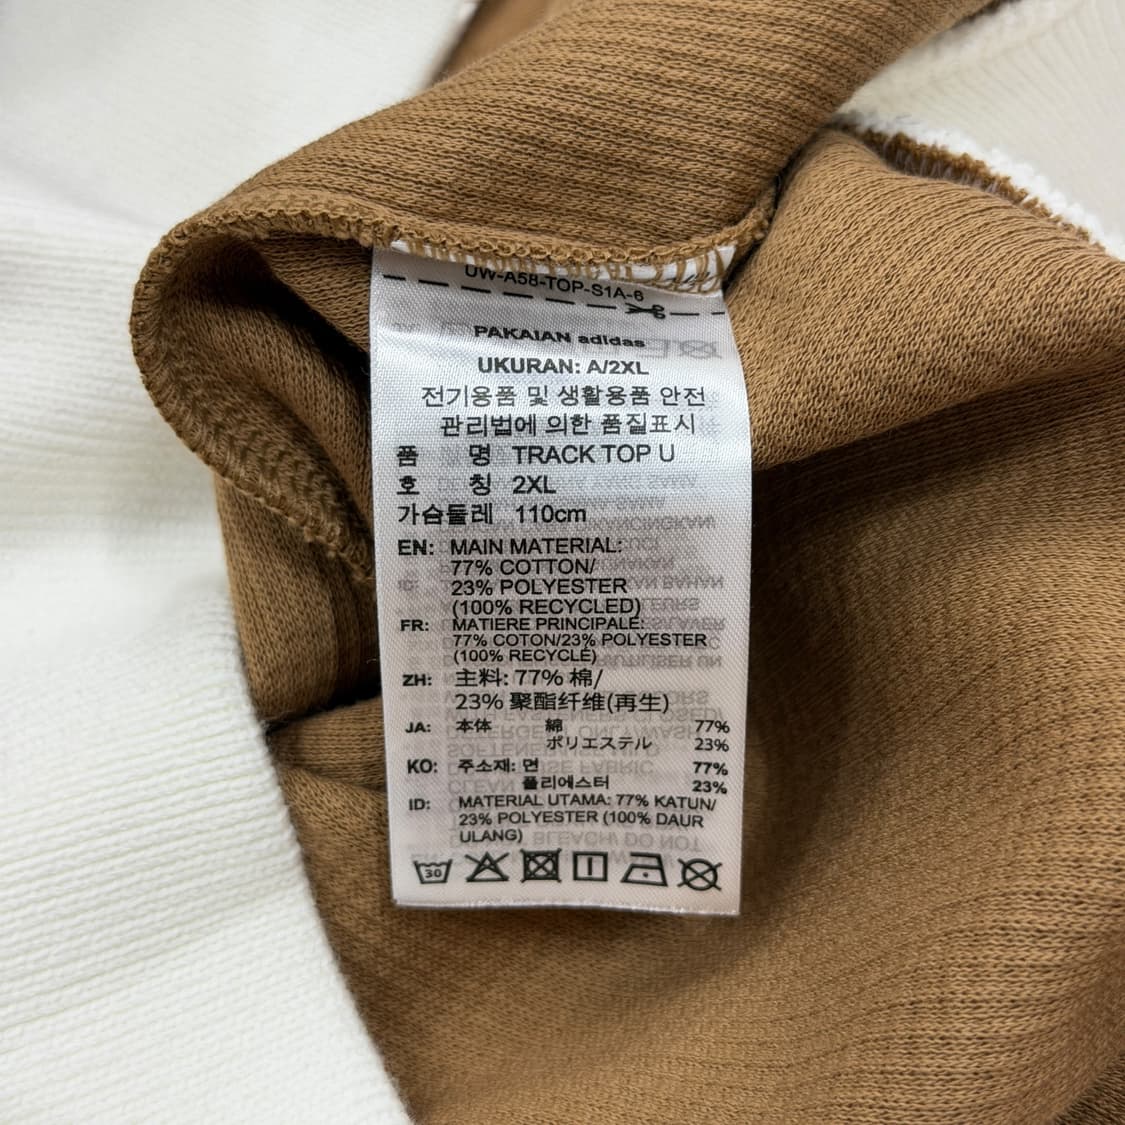 UW-A58-TOP-S1A-6
PAKAIAN adidas
UKURAN: A/2XL
전기용품 및 생활용품 안전
관리법에 의한 품질표시
품 명 TRACK TOP U
호 칭 2XL
가슴둘레 110cm
EN: MAIN MATERIAL:
77% COTTON/
23% POLYESTER
(100% RECYCLED)
FR: MATIERE PRINCIPALE:
77% COTON/23% POLYESTER
(100% RECYCLÉ)
ZH: 主料: 77% 棉/
23% 聚酯纤维(再生)
JA: 本体 綿 77%
ポリエステル 23%
KO: 주소재: 면 77%
폴리에스터 23%
ID: MATERIAL UTAMA: 77% KATUN/
23% POLYESTER (100% DAUR
ULANG)
30